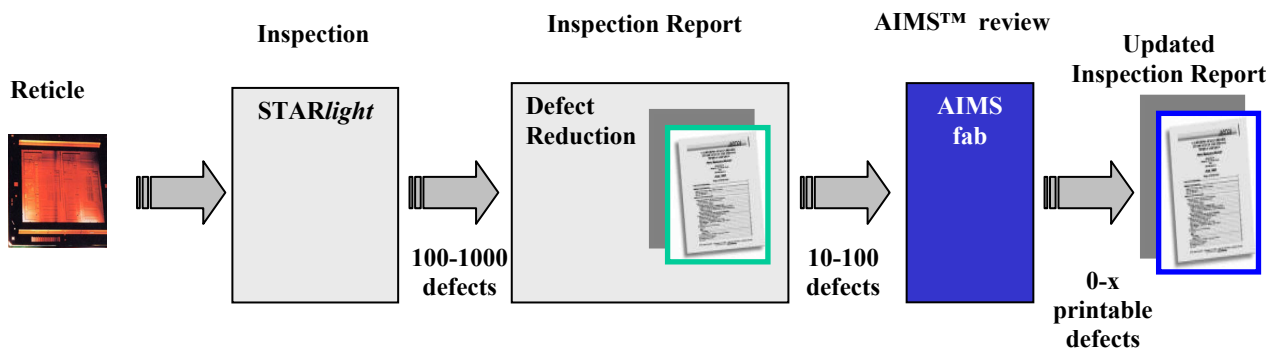 Reticle
Inspection
STARlight
100-1000
defects
Inspection Report
Defect
Reduction
10-100
defects
AIMS™ review
AIMS
fab
0-x
printable
defects
Updated
Inspection Report